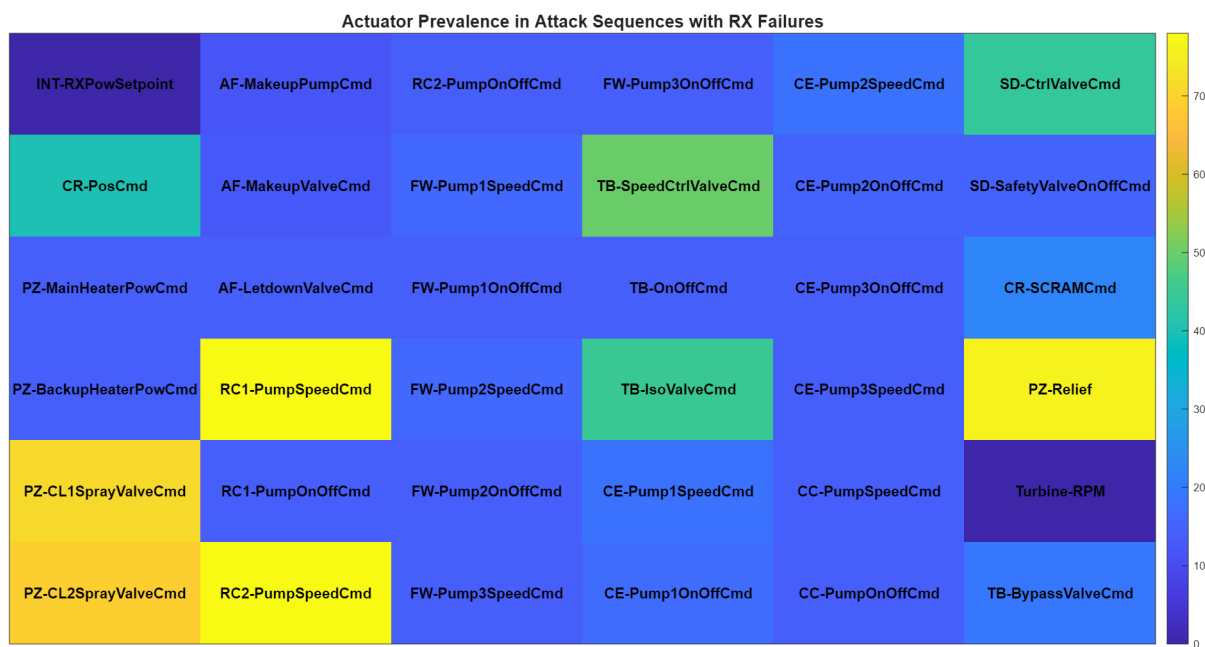 Actuator Prevalence in Attack Sequences with RX Failures
INT-RXPowSetpoint AF-MakeupPumpCmd RC2-PumpOnOffCmd FW-Pump3OnOffCmd CE-Pump2SpeedCmd SD-CtrlValveCmd
CR-PosCmd AF-MakeupValveCmd FW-Pump1SpeedCmd TB-SpeedCtrlValveCmd CE-Pump2OnOffCmd SD-SafetyValveOnOffCmd
PZ-MainHeaterPowCmd AF-LetdownValveCmd FW-Pump1OnOffCmd TB-OnOffCmd CE-Pump3OnOffCmd CR-SCRAMCmd
PZ-BackupHeaterPowCmd RC1-PumpSpeedCmd FW-Pump2SpeedCmd TB-IsoValveCmd CE-Pump3SpeedCmd PZ-Relief
PZ-CL1SprayValveCmd RC1-PumpOnOffCmd FW-Pump2OnOffCmd CE-Pump1SpeedCmd CC-PumpSpeedCmd Turbine-RPM
PZ-CL2SprayValveCmd RC2-PumpSpeedCmd FW-Pump3SpeedCmd CE-Pump1OnOffCmd CC-PumpOnOffCmd TB-BypassValveCmd
70
60
50
40
30
20
10
0